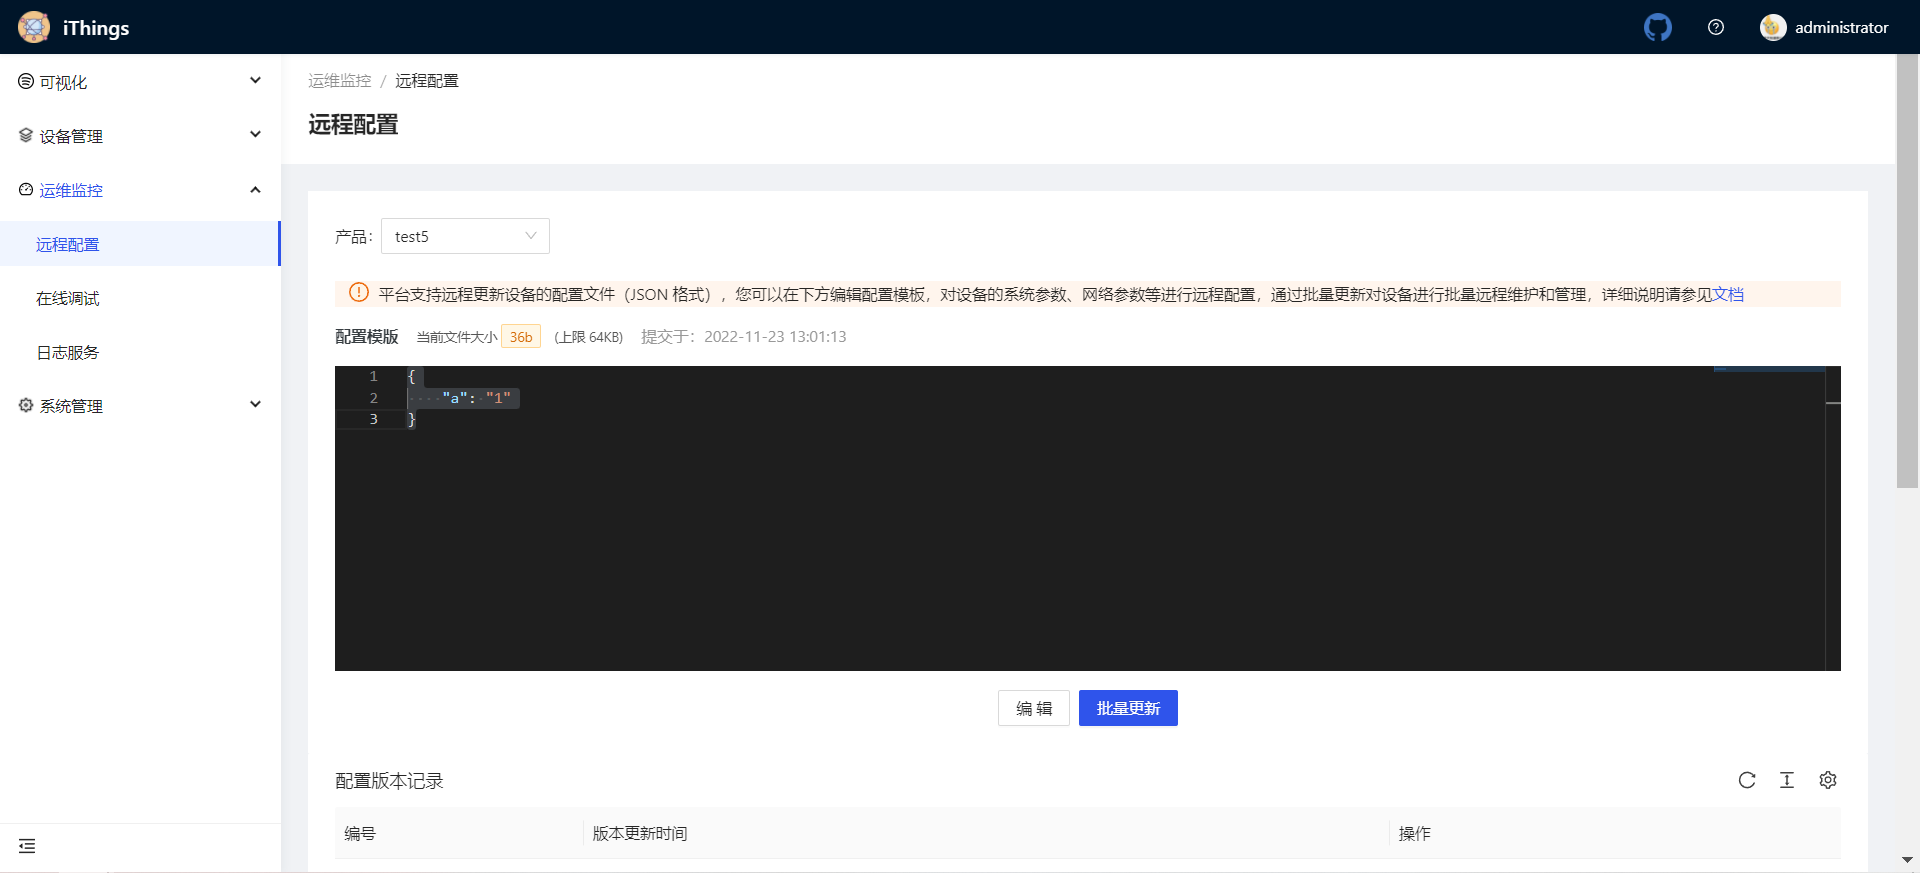 iThings
administrator
可视化
设备管理
运维监控
远程配置
在线调试
日志服务
系统管理
运维监控 / 远程配置
远程配置
产品: test5
平台支持远程更新设备的配置文件（JSON 格式），您可以在下方编辑配置模板，对设备的系统参数、网络参数等进行远程配置，通过批量更新对设备进行批量远程维护和管理，详细说明请参见文档
配置模版 当前文件大小 36b (上限 64KB) 提交于: 2022-11-23 13:01:13
1 {
2 ····"a":·"1"
3 }
编 辑 批量更新
配置版本记录
编号 版本更新时间 操作